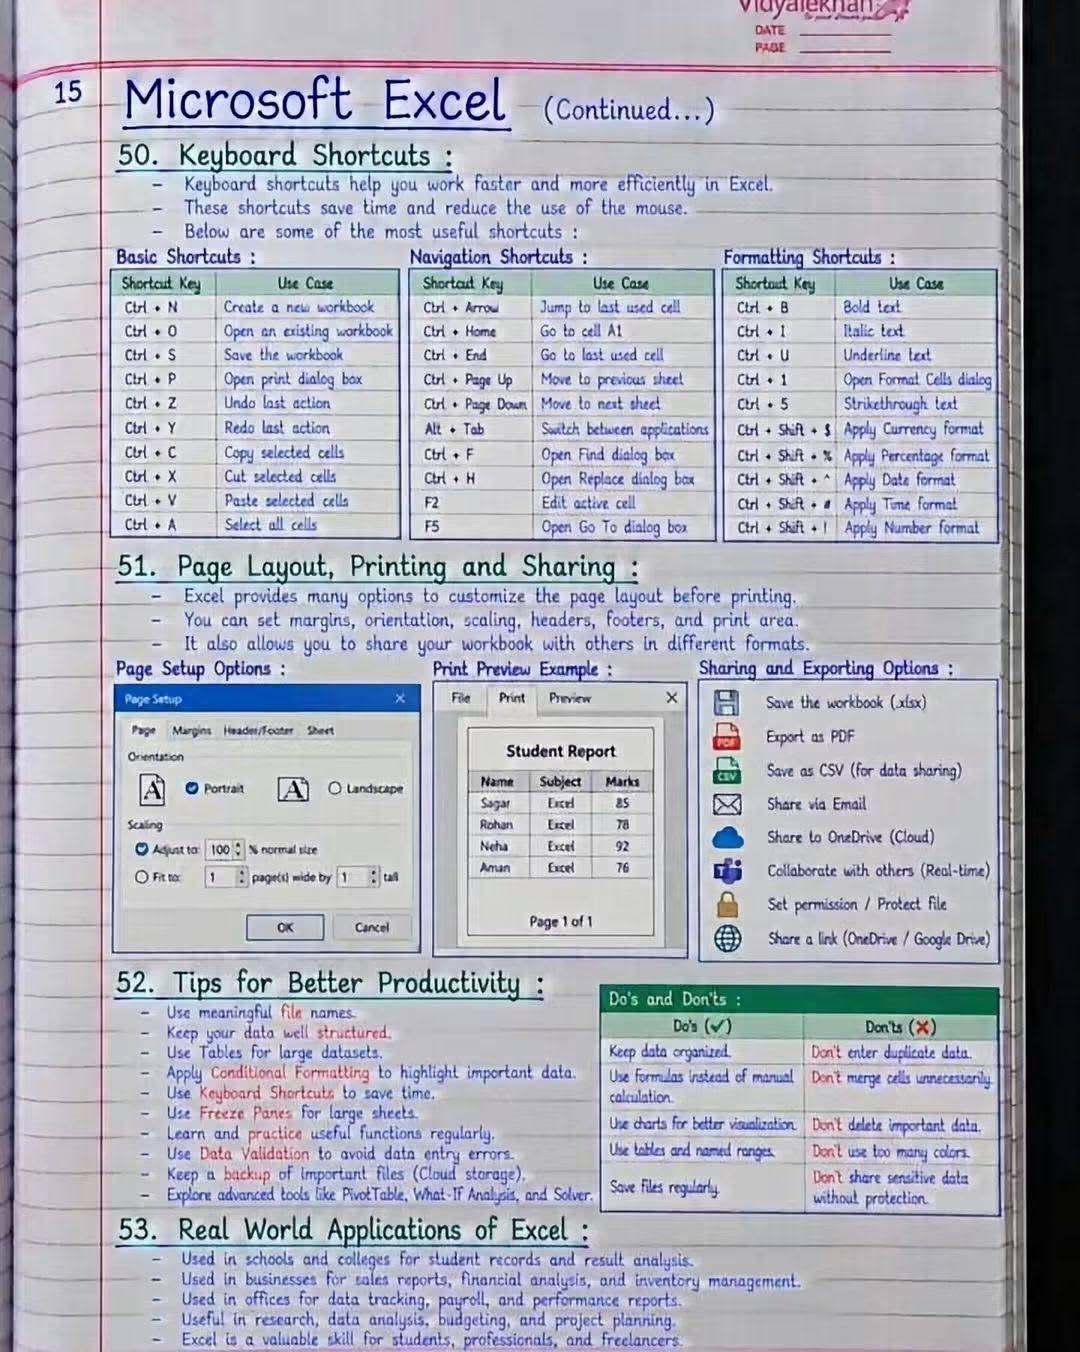 Vidyalekhan
DATE
PAGE
15 Microsoft Excel (Continued...)
50. Keyboard Shortcuts :
- Keyboard shortcuts help you work faster and more efficiently in Excel.
- These shortcuts save time and reduce the use of the mouse.
- Below are some of the most useful shortcuts :
Basic Shortcuts :
Shortcut Key Use Case
Ctrl + N Create a new workbook
Ctrl + O Open an existing workbook
Ctrl + S Save the workbook
Ctrl + P Open print dialog box
Ctrl + Z Undo last action
Ctrl + Y Redo last action
Ctrl + C Copy selected cells
Ctrl + X Cut selected cells
Ctrl + V Paste selected cells
Ctrl + A Select all cells
Navigation Shortcuts :
Shortcut Key Use Case
Ctrl + Arrow Jump to last used cell
Ctrl + Home Go to cell A1
Ctrl + End Go to last used cell
Ctrl + Page Up Move to previous sheet
Ctrl + Page Down Move to next sheet
Alt + Tab Switch between applications
Ctrl + F Open Find dialog box
Ctrl + H Open Replace dialog box
F2 Edit active cell
F5 Open Go To dialog box
Formatting Shortcuts :
Shortcut Key Use Case
Ctrl + B Bold text
Ctrl + 1 Italic text
Ctrl + U Underline text
Ctrl + 1 Open Format Cells dialog
Ctrl + 5 Strikethrough text
Ctrl + Shift + $ Apply Currency format
Ctrl + Shift + % Apply Percentage format
Ctrl + Shift + ^ Apply Date format
Ctrl + Shift + # Apply Time format
Ctrl + Shift + ! Apply Number format
51. Page Layout, Printing and Sharing :
- Excel provides many options to customize the page layout before printing.
- You can set margins, orientation, scaling, headers, footers, and print area.
- It also allows you to share your workbook with others in different formats.
Page Setup Options :
Page Setup ×
Page Margins Header/Footer Sheet
Orientation
A Portrait A Landscape
Scaling
Adjust to: 100 % normal size
Fit to: 1 page(s) wide by 1 tall
OK Cancel
Print Preview Example :
File Print Preview ×
Student Report
Name Subject Marks
Sagar Excel 85
Rohan Excel 78
Neha Excel 92
Aman Excel 76
Page 1 of 1
Sharing and Exporting Options :
Save the workbook (.xlsx)
PDF Export as PDF
CSV Save as CSV (for data sharing)
Share via Email
Share to OneDrive (Cloud)
T Collaborate with others (Real-time)
Set permission / Protect file
Share a link (OneDrive / Google Drive)
52. Tips for Better Productivity :
- Use meaningful file names.
- Keep your data well structured.
- Use Tables for large datasets.
- Apply Conditional Formatting to highlight important data.
- Use Keyboard Shortcuts to save time.
- Use Freeze Panes for large sheets.
- Learn and practice useful functions regularly.
- Use Data Validation to avoid data entry errors.
- Keep a backup of important files (Cloud storage).
- Explore advanced tools like PivotTable, What-If Analysis, and Solver.
Do's and Don'ts :
Do's (✓) Don'ts (✗)
Keep data organized. Don't enter duplicate data.
Use formulas instead of manual Don't merge cells unnecessarily.
calculation.
Use charts for better visualization. Don't delete important data.
Use tables and named ranges. Don't use too many colors.
Save files regularly. Don't share sensitive data
without protection.
53. Real World Applications of Excel :
- Used in schools and colleges for student records and result analysis.
- Used in businesses for sales reports, financial analysis, and inventory management.
- Used in offices for data tracking, payroll, and performance reports.
- Useful in research, data analysis, budgeting, and project planning.
- Excel is a valuable skill for students, professionals, and freelancers.